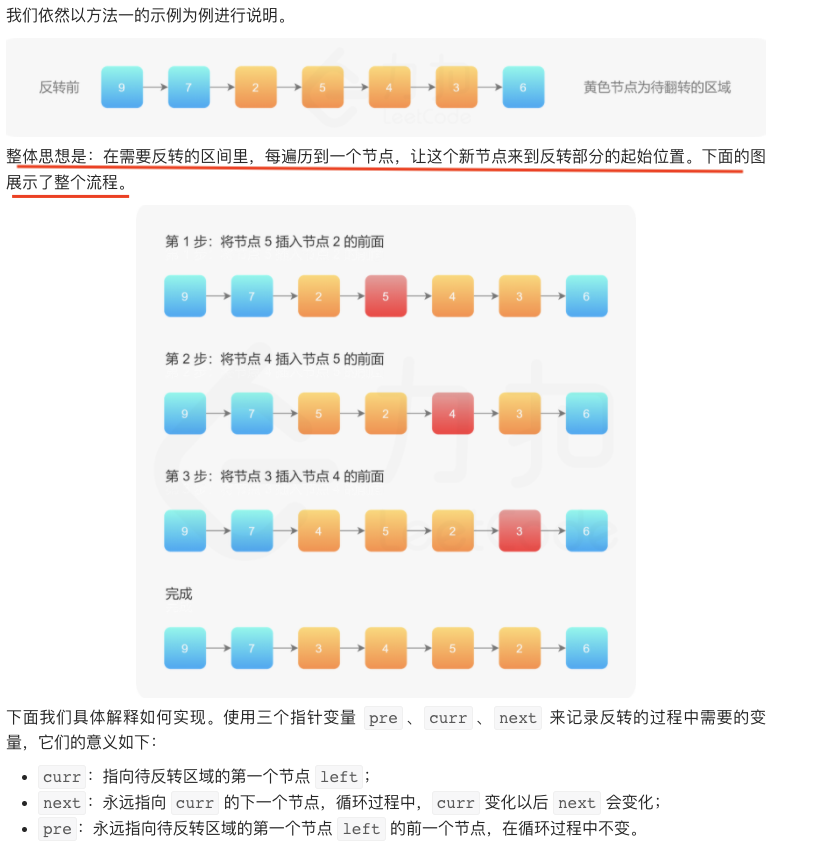 我们依然以方法一的示例为例进行说明。
反转前 9 7 2 5 4 3 6 黄色节点为待翻转的区域
整体思想是：在需要反转的区间里，每遍历到一个节点，让这个新节点来到反转部分的起始位置。下面的图
展示了整个流程。
第 1 步：将节点 5 插入节点 2 的前面
9 7 2 5 4 3 6
第 2 步：将节点 4 插入节点 5 的前面
9 7 5 2 4 3 6
第 3 步：将节点 3 插入节点 4 的前面
9 7 4 5 2 3 6
完成
9 7 3 4 5 2 6
力扣
LeetCode
下面我们具体解释如何实现。使用三个指针变量 pre 、 curr 、 next 来记录反转的过程中需要的变
量，它们的意义如下：
• curr ：指向待反转区域的第一个节点 left ；
• next ：永远指向 curr 的下一个节点，循环过程中， curr 变化以后 next 会变化；
• pre ：永远指向待反转区域的第一个节点 left 的前一个节点，在循环过程中不变。